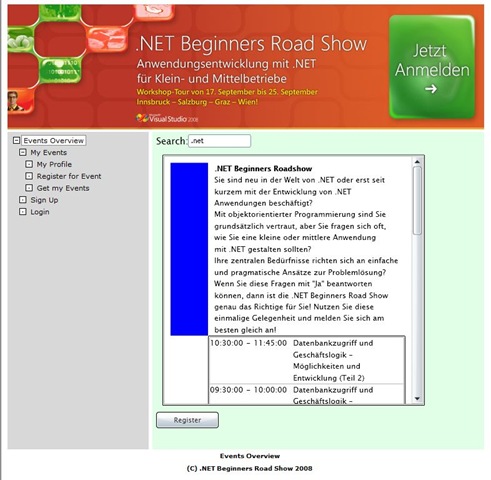 .NET Beginners Road Show
Anwendungsentwicklung mit .NET
für Klein- und Mittelbetriebe
Workshop-Tour von 17. September bis 25. September
Innsbruck – Salzburg – Graz – Wien!
Visual Studio 2008
Jetzt
Anmelden
Events Overview
My Events
My Profile
Register for Event
Get my Events
Sign Up
Login
Search: .net
.NET Beginners Roadshow
Sie sind neu in der Welt von .NET oder erst seit
kurzem mit der Entwicklung von .NET
Anwendungen beschäftigt?
Mit objektorientierter Programmierung sind Sie
grundsätzlich vertraut, aber Sie fragen sich oft,
wie Sie eine kleine oder mittlere Anwendung
mit .NET gestalten sollten?
Ihre zentralen Bedürfnisse richten sich an einfache
und pragmatische Ansätze zur Problemlösung?
Wenn Sie diese Fragen mit "Ja" beantworten
können, dann ist die .NET Beginners Road Show
genau das Richtige für Sie! Nutzen Sie diese
einmalige Gelegenheit und melden Sie sich am
besten gleich an!
10:30:00 - 11:45:00 Datenbankzugriff und
Geschäftslogik -
Möglichkeiten und
Entwicklung (Teil 2)
09:30:00 - 10:00:00 Datenbankzugriff und
Geschäftslogik -
Register
Events Overview
(C) .NET Beginners Road Show 2008